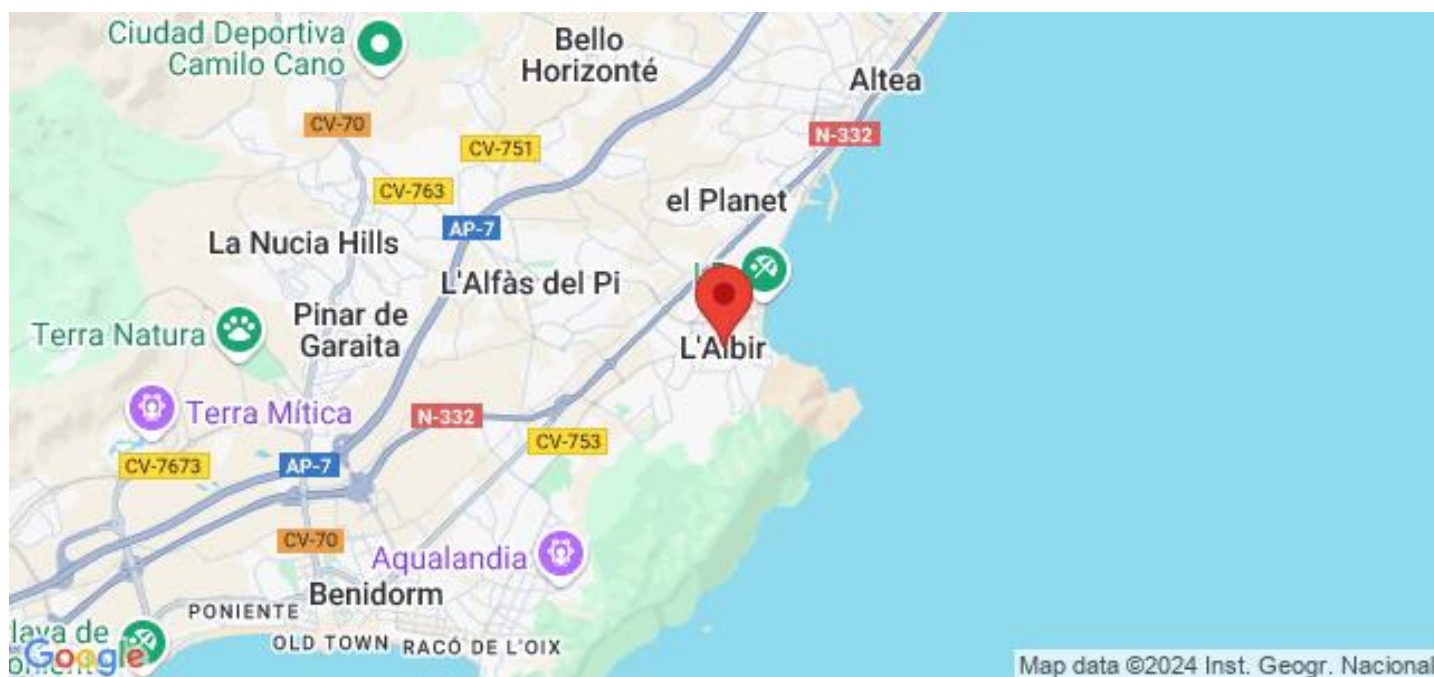 Ciudad Deportiva
Camilo Cano
Bello
Horizonté
Altea
CV-70
N-332
CV-751
CV-763
el Planet
AP-7
La Nucia Hills
L'Alfàs del Pi
Pinar de
Garaita
Terra Natura
L'Albir
Terra Mítica
N-332
CV-753
CV-7673
AP-7
CV-70
Aqualandia
Benidorm
PONIENTE
OLD TOWN
RACÓ DE L'OIX
Google
Map data ©2024 Inst. Geogr. Nacional